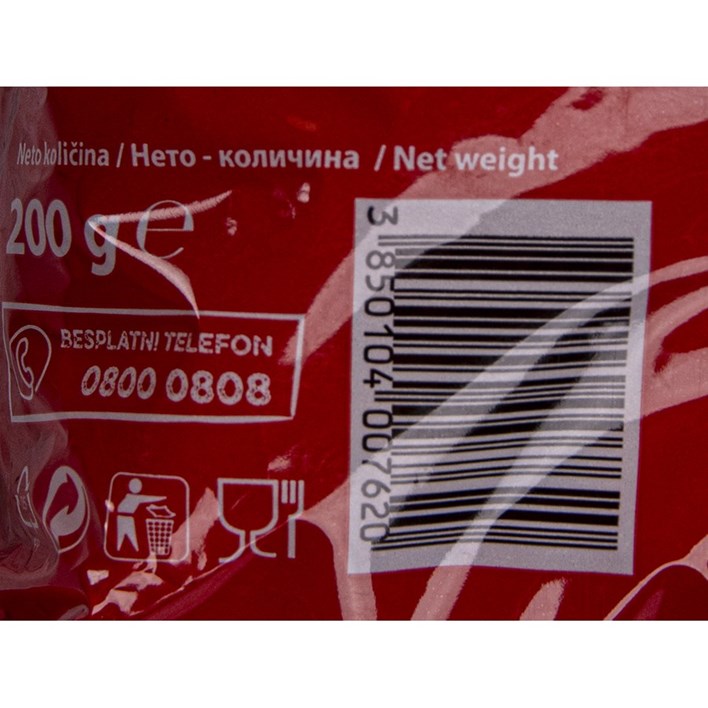 Neto količina / Нето - количина / Net weight
200 g e
BESPLATNI TELEFON
0800 0808
3 850104 007620